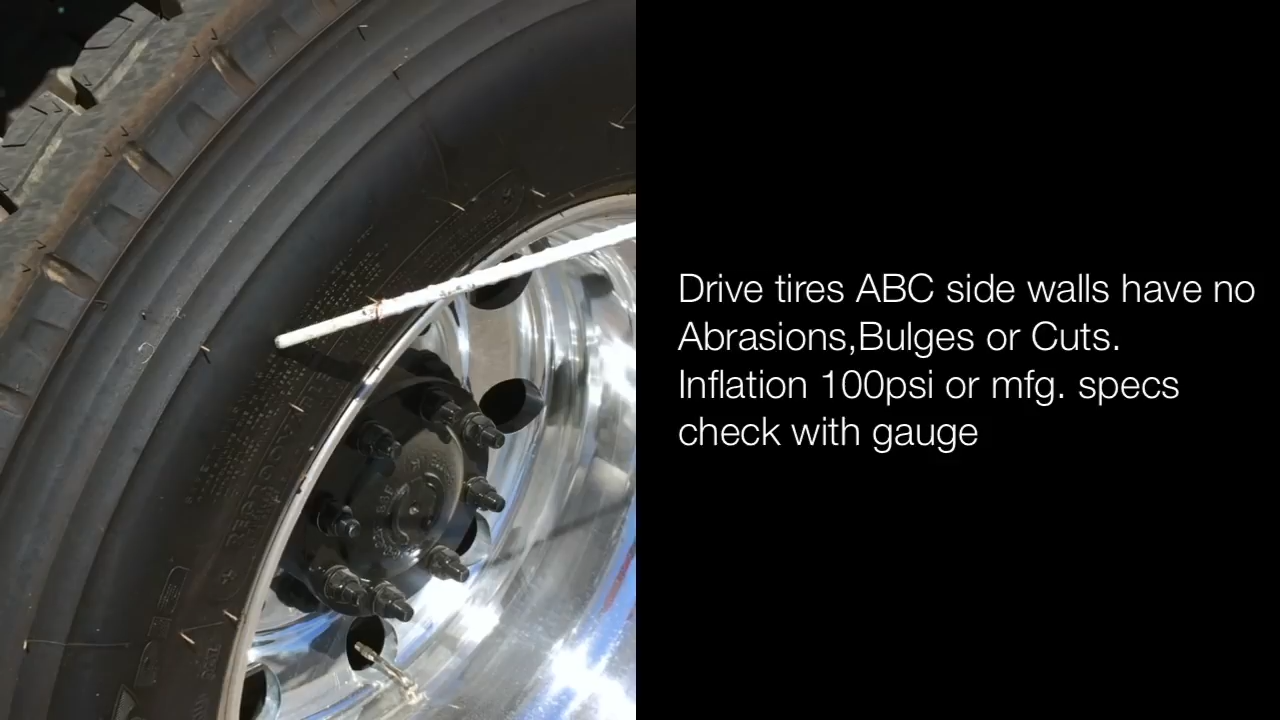 Drive tires ABC side walls have no
Abrasions,Bulges or Cuts.
Inflation 100psi or mfg. specs
check with gauge